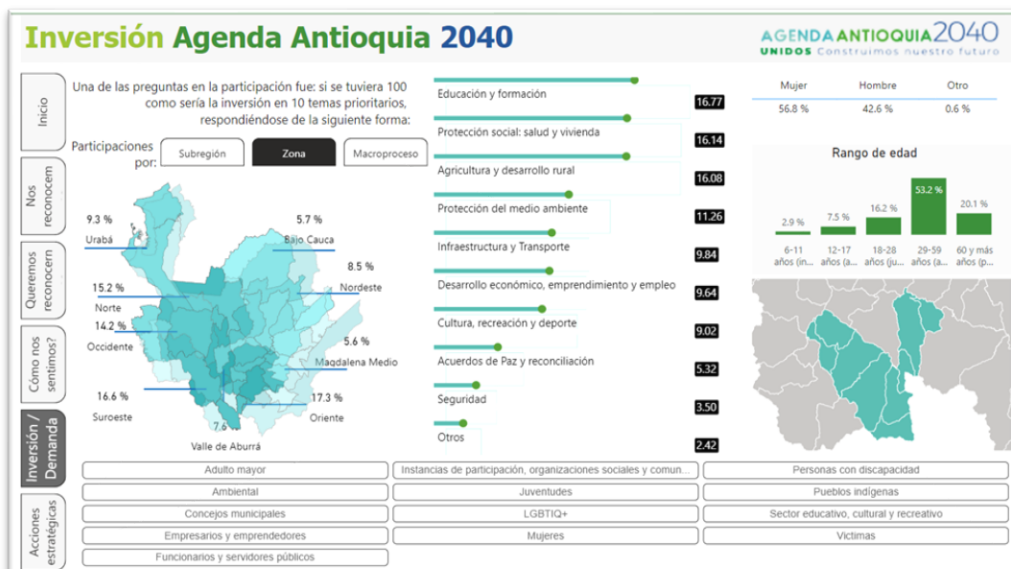 Inversión Agenda Antioquia 2040
AGENDA ANTIOQUIA 2040
UNIDOS Construimos nuestro futuro
Inicio
Nos reconocem
Queremos reconocern
Cómo nos sentimos?
Inversión / Demanda
Acciones estratégicas
Una de las preguntas en la participación fue: si se tuviera 100
como sería la inversión en 10 temas prioritarios,
respondiéndose de la siguiente forma:
Participaciones
por:
Subregión
Zona
Macroproceso
9.3 %
Urabá
5.7 %
Bajo Cauca
8.5 %
Nordeste
15.2 %
Norte
14.2 %
Occidente
5.6 %
Magdalena Medio
16.6 %
Suroeste
17.3 %
Oriente
7.6
Valle de Aburrá
Educación y formación
16.77
Protección social: salud y vivienda
16.14
Agricultura y desarrollo rural
16.08
Protección del medio ambiente
11.26
Infraestructura y Transporte
9.84
Desarrollo económico, emprendimiento y empleo
9.64
Cultura, recreación y deporte
9.02
Acuerdos de Paz y reconciliación
5.32
Seguridad
3.50
Otros
2.42
Mujer Hombre Otro
56.8 % 42.6 % 0.6 %
Rango de edad
2.9 % 7.5 % 16.2 % 53.2 % 20.1 %
6-11 12-17 18-28 29-59 60 y más
años (in... años (a... años (ju... años (a... años (p...
Adulto mayor
Instancias de participación, organizaciones sociales y comun...
Personas con discapacidad
Ambiental
Juventudes
Pueblos indígenas
Concejos municipales
LGBTIQ+
Sector educativo, cultural y recreativo
Empresarios y emprendedores
Mujeres
Victimas
Funcionarios y servidores públicos